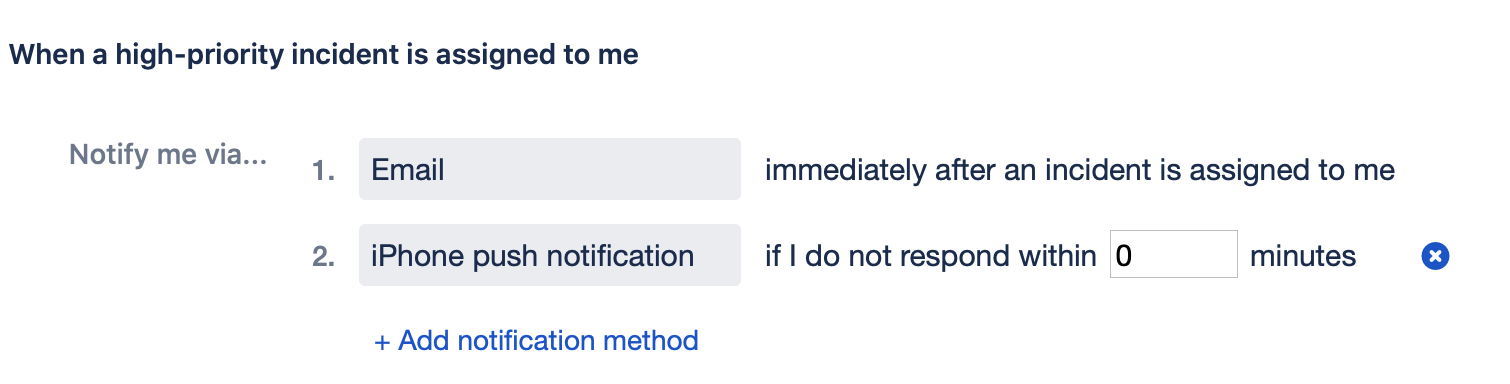 When a high-priority incident is assigned to me
Notify me via...
1. Email immediately after an incident is assigned to me
2. iPhone push notification if I do not respond within 0 minutes
+ Add notification method